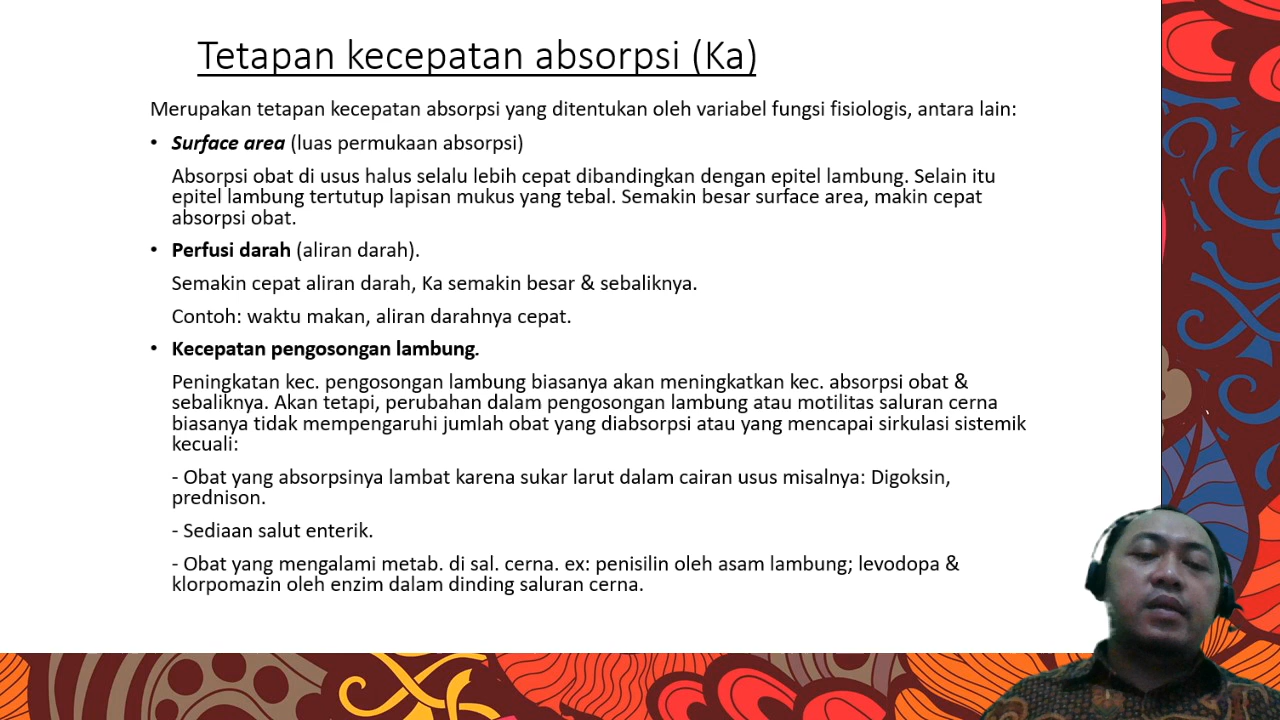 Tetapan kecepatan absorpsi (Ka)
Merupakan tetapan kecepatan absorpsi yang ditentukan oleh variabel fungsi fisiologis, antara lain:
• Surface area (luas permukaan absorpsi)
Absorpsi obat di usus halus selalu lebih cepat dibandingkan dengan epitel lambung. Selain itu
epitel lambung tertutup lapisan mukus yang tebal. Semakin besar surface area, makin cepat
absorpsi obat.
• Perfusi darah (aliran darah).
Semakin cepat aliran darah, Ka semakin besar & sebaliknya.
Contoh: waktu makan, aliran darahnya cepat.
• Kecepatan pengosongan lambung.
Peningkatan kec. pengosongan lambung biasanya akan meningkatkan kec. absorpsi obat &
sebaliknya. Akan tetapi, perubahan dalam pengosongan lambung atau motilitas saluran cerna
biasanya tidak mempengaruhi jumlah obat yang diabsorpsi atau yang mencapai sirkulasi sistemik
kecuali:
- Obat yang absorpsinya lambat karena sukar larut dalam cairan usus misalnya: Digoksin,
prednison.
- Sediaan salut enterik.
- Obat yang mengalami metab. di sal. cerna. ex: penisilin oleh asam lambung; levodopa &
klorpomazin oleh enzim dalam dinding saluran cerna.